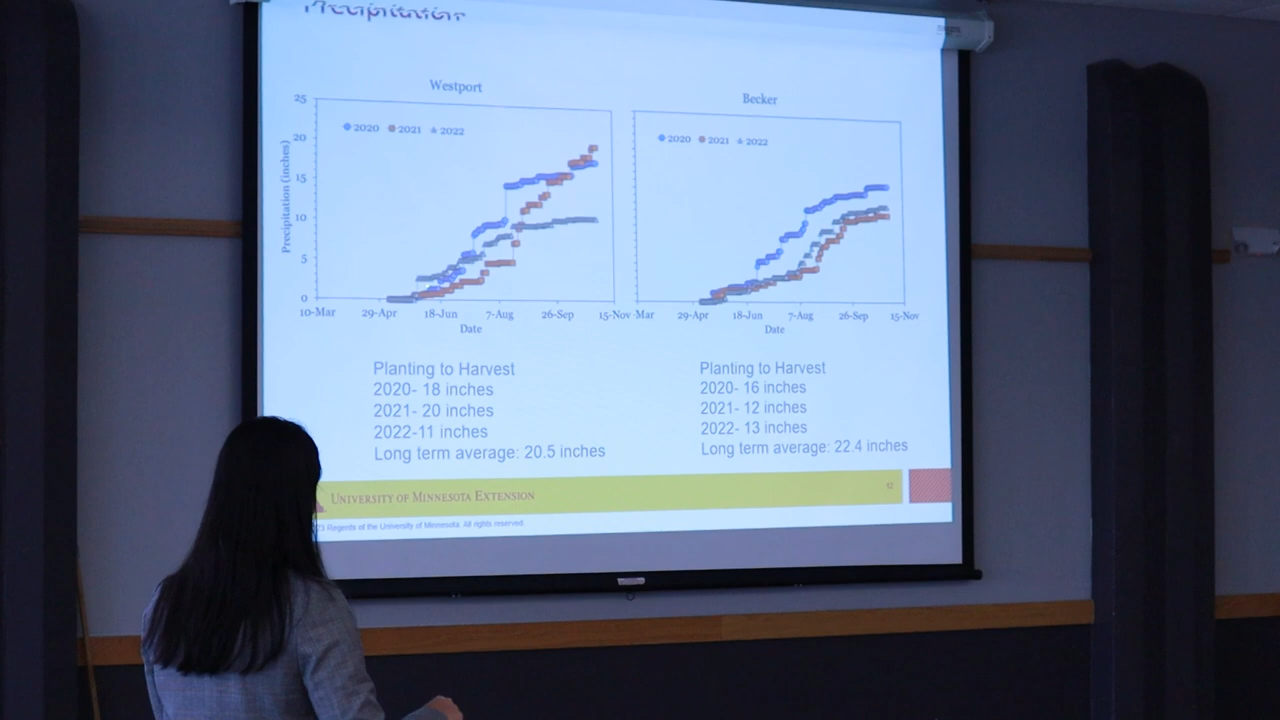 Precipitation
Westport
25
20
15
10
5
0
Precipitation (inches)
2020 2021 2022
10-Mar 29-Apr 18-Jun 7-Aug 26-Sep 15-Nov
Date
Becker
2020 2021 2022
-Mar 29-Apr 18-Jun 7-Aug 26-Sep 15-Nov
Date
Planting to Harvest
2020- 18 inches
2021- 20 inches
2022-11 inches
Long term average: 20.5 inches
Planting to Harvest
2020- 16 inches
2021- 12 inches
2022- 13 inches
Long term average: 22.4 inches
UNIVERSITY OF MINNESOTA EXTENSION
12
23 Regents of the University of Minnesota. All rights reserved.